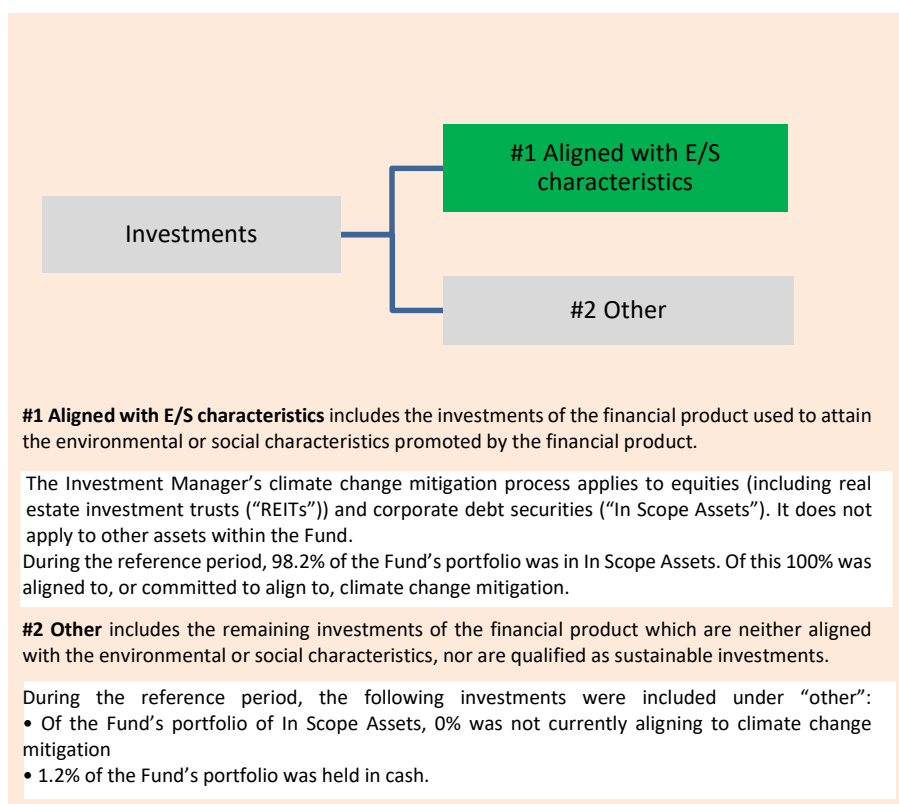 #1 Aligned with E/S
characteristics
Investments
#2 Other
#1 Aligned with E/S characteristics includes the investments of the financial product used to attain
the environmental or social characteristics promoted by the financial product.
The Investment Manager’s climate change mitigation process applies to equities (including real
estate investment trusts (“REITs”)) and corporate debt securities (“In Scope Assets”). It does not
apply to other assets within the Fund.
During the reference period, 98.2% of the Fund’s portfolio was in In Scope Assets. Of this 100% was
aligned to, or committed to align to, climate change mitigation.
#2 Other includes the remaining investments of the financial product which are neither aligned
with the environmental or social characteristics, nor are qualified as sustainable investments.
During the reference period, the following investments were included under “other”:
• Of the Fund’s portfolio of In Scope Assets, 0% was not currently aligning to climate change
mitigation
• 1.2% of the Fund’s portfolio was held in cash.